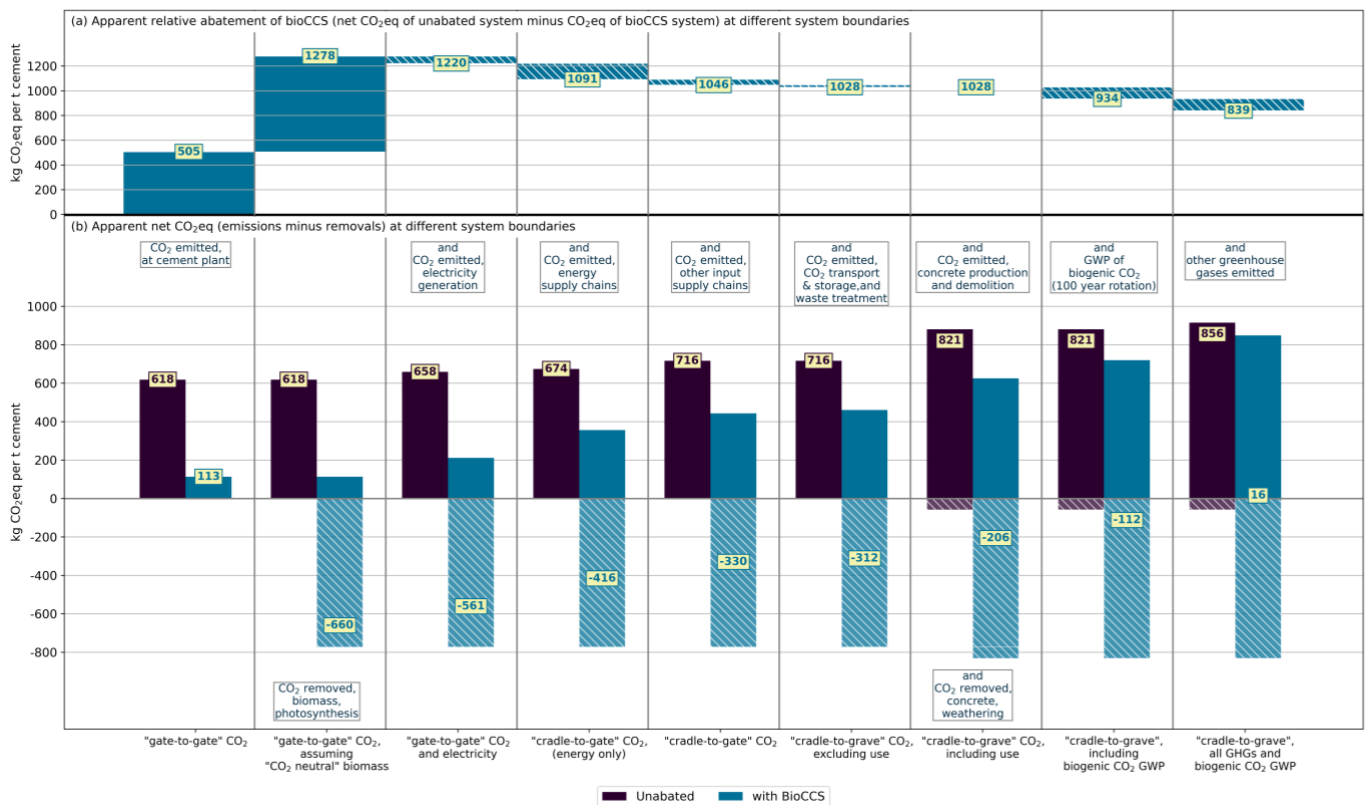 (a) Apparent relative abatement of bioCCS (net CO₂eq of unabated system minus CO₂eq of bioCCS system) at different system boundaries
kg CO₂eq per t cement
1200
1000
800
600
400
200
0
505
1278
1220
1091
1046
1028
1028
934
839
(b) Apparent net CO₂eq (emissions minus removals) at different system boundaries
kg CO₂eq per t cement
1000
800
600
400
200
0
-200
-400
-600
-800
CO₂ emitted,
at cement plant
and
CO₂ emitted,
electricity
generation
and
CO₂ emitted,
energy
supply chains
and
CO₂ emitted,
other input
supply chains
and
CO₂ emitted,
CO₂ transport
& storage,and
waste treatment
and
CO₂ emitted,
concrete production
and demolition
and
GWP of
biogenic CO₂
(100 year rotation)
and
other greenhouse
gases emitted
618
113
618
-660
658
-561
674
-416
716
-330
716
-312
821
-206
821
-112
856
16
CO₂ removed,
biomass,
photosynthesis
and
CO₂ removed,
concrete,
weathering
"gate-to-gate" CO₂
"gate-to-gate" CO₂,
assuming
"CO₂ neutral" biomass
"gate-to-gate" CO₂
and electricity
"cradle-to-gate" CO₂,
(energy only)
"cradle-to-gate" CO₂
"cradle-to-grave" CO₂,
excluding use
"cradle-to-grave" CO₂,
including use
"cradle-to-grave",
including
biogenic CO₂ GWP
"cradle-to-grave",
all GHGs and
biogenic CO₂ GWP
Unabated
with BioCCS